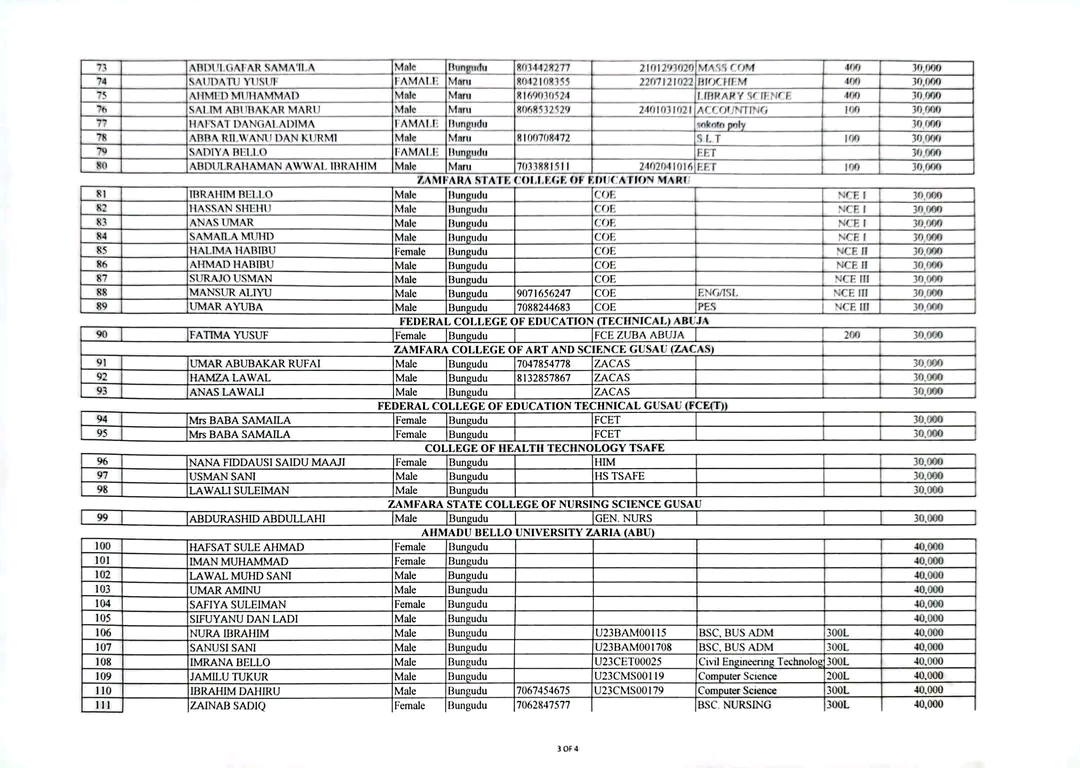 73 ABDULGAFAR SAMA'ILA Male Bungudu 8034428277 2101293020 MASS COM 400 30,000
74 SAUDATU YUSUF FAMALE Maru 8042108355 2207121022 BIOCHEM 400 30,000
75 AHMED MUHAMMAD Male Maru 8169030524 LIBRARY SCIENCE 400 30,000
76 SALIM ABUBAKAR MARU Male Maru 8068532529 2401031021 ACCOUNTING 100 30,000
77 HAFSAT DANGALADIMA FAMALE Bungudu sokoto poly 30,000
78 ABBA RILWANU DAN KURMI Male Maru 8100708472 S L T 100 30,000
79 SADIYA BELLO FAMALE Bungudu EET 30,000
80 ABDULRAHAMAN AWWAL IBRAHIM Male Maru 7033881511 2402041016 EET 100 30,000
ZAMFARA STATE COLLEGE OF EDUCATION MARU
81 IBRAHIM BELLO Male Bungudu COE NCE I 30,000
82 HASSAN SHEHU Male Bungudu COE NCE I 30,000
83 ANAS UMAR Male Bungudu COE NCE I 30,000
84 SAMAILA MUHD Male Bungudu COE NCE I 30,000
85 HALIMA HABIBU Female Bungudu COE NCE II 30,000
86 AHMAD HABIBU Male Bungudu COE NCE II 30,000
87 SURAJO USMAN Male Bungudu COE NCE III 30,000
88 MANSUR ALIYU Male Bungudu 9071656247 COE ENG/ISL NCE III 30,000
89 UMAR AYUBA Male Bungudu 7088244683 COE PES NCE III 30,000
FEDERAL COLLEGE OF EDUCATION (TECHNICAL) ABUJA
90 FATIMA YUSUF Female Bungudu FCE ZUBA ABUJA 200 30,000
ZAMFARA COLLEGE OF ART AND SCIENCE GUSAU (ZACAS)
91 UMAR ABUBAKAR RUFAI Male Bungudu 7047854778 ZACAS 30,000
92 HAMZA LAWAL Male Bungudu 8132857867 ZACAS 30,000
93 ANAS LAWALI Male Bungudu ZACAS 30,000
FEDERAL COLLEGE OF EDUCATION TECHNICAL GUSAU (FCE(T))
94 Mrs BABA SAMAILA Female Bungudu FCET 30,000
95 Mrs BABA SAMAILA Female Bungudu FCET 30,000
COLLEGE OF HEALTH TECHNOLOGY TSAFE
96 NANA FIDDAUSI SAIDU MAAJI Female Bungudu HIM 30,000
97 USMAN SANI Male Bungudu HS TSAFE 30,000
98 LAWALI SULEIMAN Male Bungudu 30,000
ZAMFARA STATE COLLEGE OF NURSING SCIENCE GUSAU
99 ABDURASHID ABDULLAHI Male Bungudu GEN. NURS 30,000
AHMADU BELLO UNIVERSITY ZARIA (ABU)
100 HAFSAT SULE AHMAD Female Bungudu 40,000
101 IMAN MUHAMMAD Female Bungudu 40,000
102 LAWAL MUHD SANI Male Bungudu 40,000
103 UMAR AMINU Male Bungudu 40,000
104 SAFIYA SULEIMAN Female Bungudu 40,000
105 SIFUYANU DAN LADI Male Bungudu 40,000
106 NURA IBRAHIM Male Bungudu U23BAM00115 BSC, BUS ADM 300L 40,000
107 SANUSI SANI Male Bungudu U23BAM001708 BSC, BUS ADM 300L 40,000
108 IMRANA BELLO Male Bungudu U23CET00025 Civil Engineering Technolog 300L 40,000
109 JAMILU TUKUR Male Bungudu U23CMS00119 Computer Science 200L 40,000
110 IBRAHIM DAHIRU Male Bungudu 7067454675 U23CMS00179 Computer Science 300L 40,000
111 ZAINAB SADIQ Female Bungudu 7062847577 BSC. NURSING 300L 40,000
3 OF 4